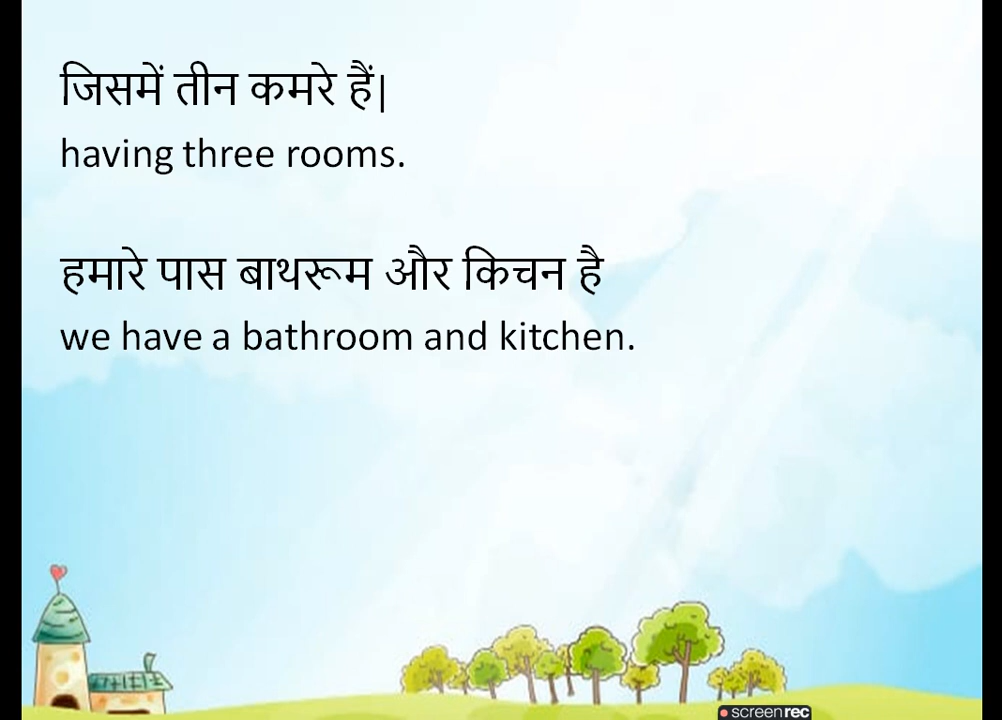 जिसमें तीन कमरे हैं|
having three rooms.
हमारे पास बाथरूम और किचन है
we have a bathroom and kitchen.
screenrec